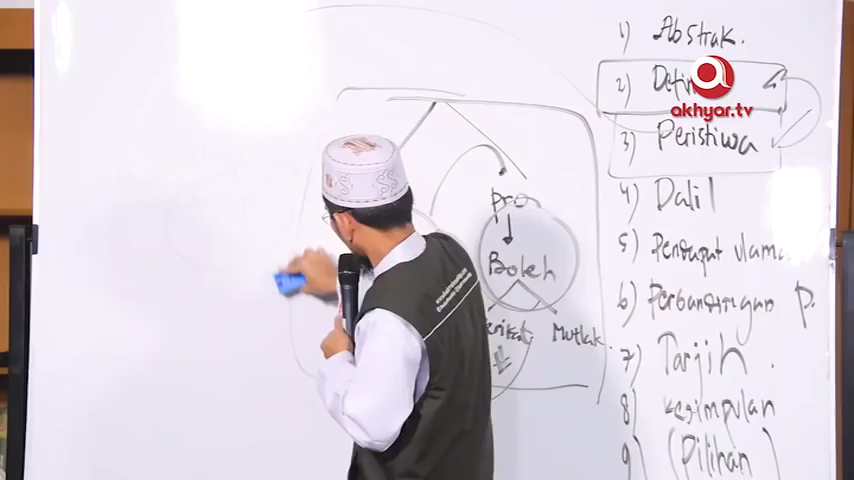 1) Abstrak.
2)
akhyar.tv
3) Peristiwa
4) Dalil
5) Pendapat ulama
6) Perbandingan P.
7) Tarjih.
8) Kesimpulan
9) (Pilihan)
pro
Boleh
Mutlak.